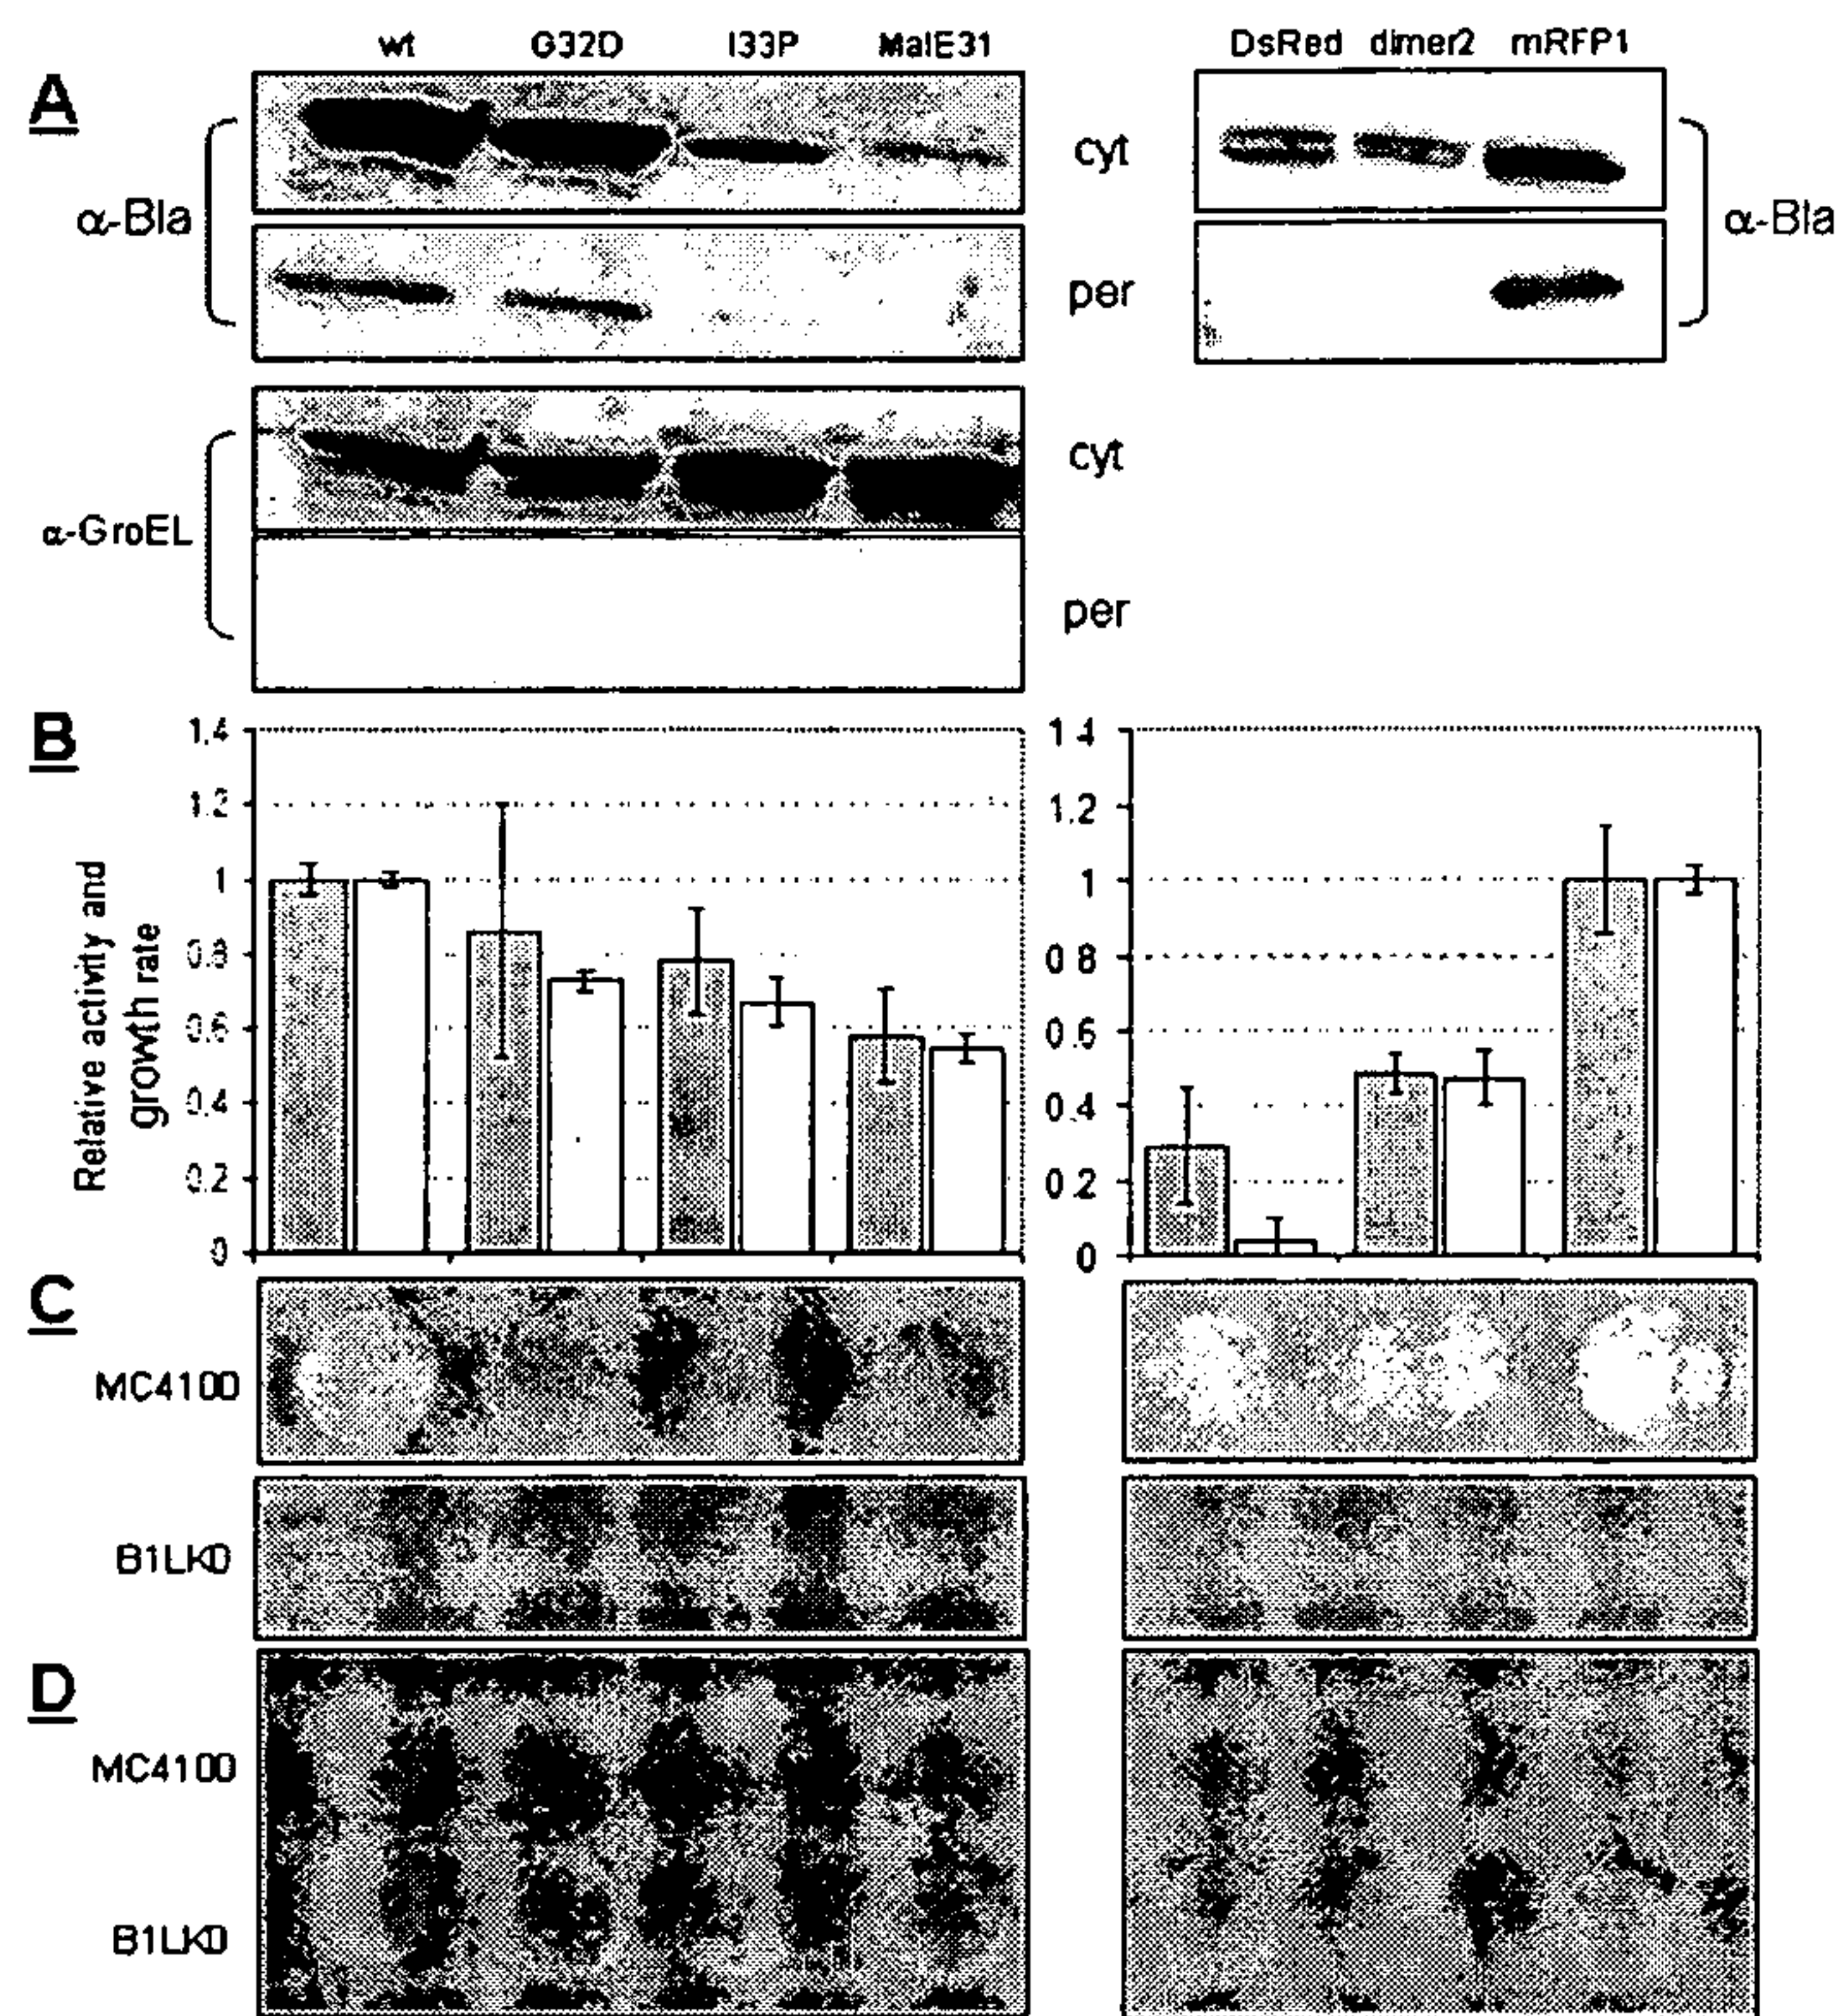 wt G32D I33P MalE31 DsRed dimer2 mRFP1
A
α-Bla
cyt
per
α-Bla
α-GroEL
cyt
per
B
Relative activity and
growth rate
1.4
1.2
1
0.8
0.6
0.4
0.2
0
1.4
1.2
1
0.8
0.6
0.4
0.2
0
C
MC4100
B1LK0
D
MC4100
B1LK0